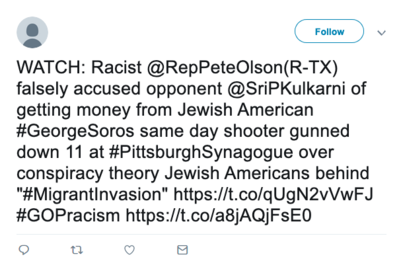 Follow
WATCH: Racist @RepPeteOlson(R-TX)
falsely accused opponent @SriPKulkarni of
getting money from Jewish American
#GeorgeSoros same day shooter gunned
down 11 at #PittsburghSynagogue over
conspiracy theory Jewish Americans behind
"#MigrantInvasion" https://t.co/qUgN2vVwFJ
#GOPracism https://t.co/a8jAQjFsE0